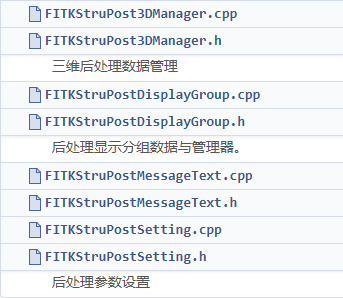 FITKStruPost3DManager.cpp
FITKStruPost3DManager.h
三维后处理数据管理
FITKStruPostDisplayGroup.cpp
FITKStruPostDisplayGroup.h
后处理显示分组数据与管理器。
FITKStruPostMessageText.cpp
FITKStruPostMessageText.h
FITKStruPostSetting.cpp
FITKStruPostSetting.h
后处理参数设置